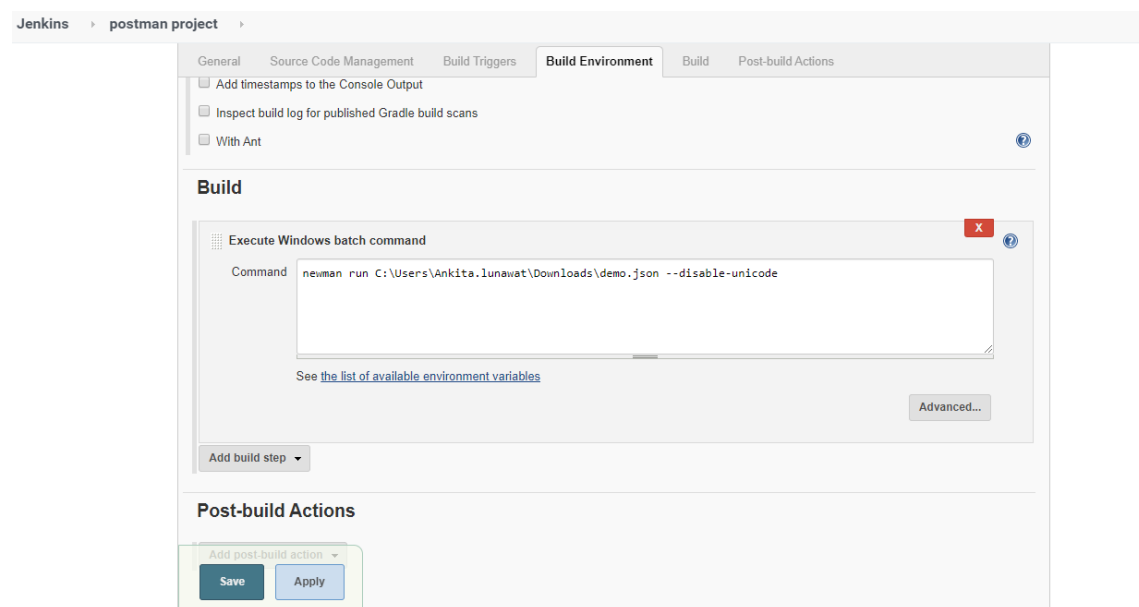 Jenkins › postman project ›
General Source Code Management Build Triggers Build Environment Build Post-build Actions
Add timestamps to the Console Output
Inspect build log for published Gradle build scans
With Ant
Build
X
Execute Windows batch command
Command newman run C:\Users\Ankita.lunawat\Downloads\demo.json --disable-unicode
See the list of available environment variables
Advanced...
Add build step
Post-build Actions
Add post-build action
Save Apply